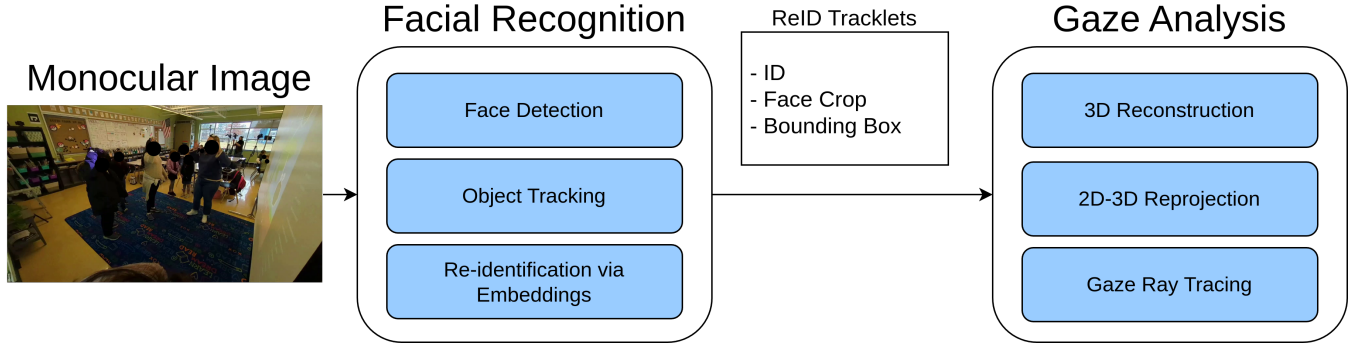 Monocular Image
Facial Recognition
Face Detection
Object Tracking
Re-identification via
Embeddings
ReID Tracklets
- ID
- Face Crop
- Bounding Box
Gaze Analysis
3D Reconstruction
2D-3D Reprojection
Gaze Ray Tracing